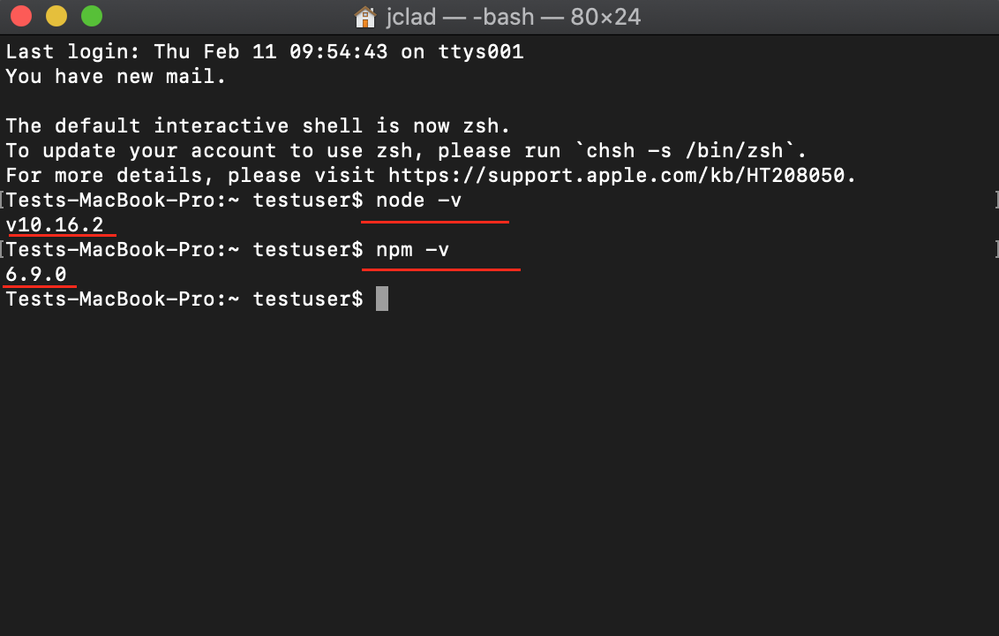 jclad — -bash — 80×24
Last login: Thu Feb 11 09:54:43 on ttys001
You have new mail.
The default interactive shell is now zsh.
To update your account to use zsh, please run `chsh -s /bin/zsh`.
For more details, please visit https://support.apple.com/kb/HT208050.
[Tests-MacBook-Pro:~ testuser$ node -v ]
v10.16.2
[Tests-MacBook-Pro:~ testuser$ npm -v ]
6.9.0
Tests-MacBook-Pro:~ testuser$